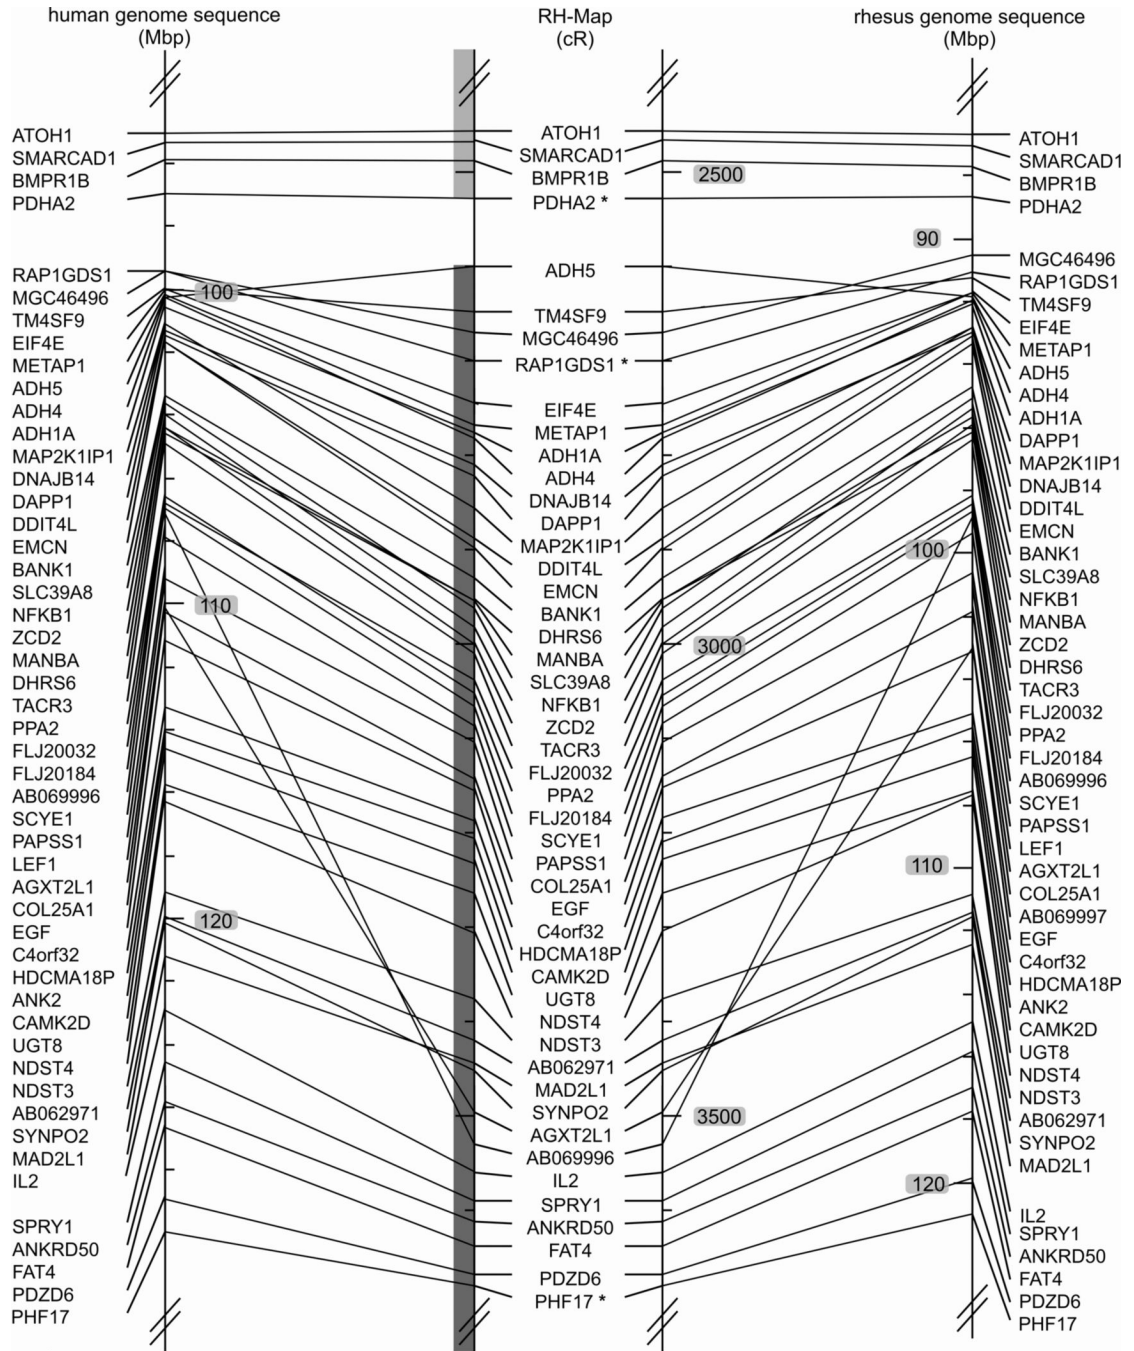 human genome sequence
(Mbp)
RH-Map
(cR)
rhesus genome sequence
(Mbp)
ATOH1
SMARCAD1
BMPR1B
PDHA2
RAP1GDS1
MGC46496
TM4SF9
EIF4E
METAP1
ADH5
ADH4
ADH1A
MAP2K1IP1
DNAJB14
DAPP1
DDIT4L
EMCN
BANK1
SLC39A8
NFKB1
ZCD2
MANBA
DHRS6
TACR3
PPA2
FLJ20032
FLJ20184
AB069996
SCYE1
PAPSS1
LEF1
AGXT2L1
COL25A1
EGF
C4orf32
HDCMA18P
ANK2
CAMK2D
UGT8
NDST4
NDST3
AB062971
SYNPO2
MAD2L1
IL2
SPRY1
ANKRD50
FAT4
PDZD6
PHF17
100
110
120
ATOH1
SMARCAD1
BMPR1B
PDHA2 *
ADH5
TM4SF9
MGC46496
RAP1GDS1 *
EIF4E
METAP1
ADH1A
ADH4
DNAJB14
DAPP1
MAP2K1IP1
DDIT4L
EMCN
BANK1
DHRS6
MANBA
SLC39A8
NFKB1
ZCD2
TACR3
FLJ20032
PPA2
FLJ20184
SCYE1
PAPSS1
COL25A1
EGF
C4orf32
HDCMA18P
CAMK2D
UGT8
NDST4
NDST3
AB062971
MAD2L1
SYNPO2
AGXT2L1
AB069996
IL2
SPRY1
ANKRD50
FAT4
PDZD6
PHF17 *
2500
3000
3500
90
100
110
120
ATOH1
SMARCAD1
BMPR1B
PDHA2
MGC46496
RAP1GDS1
TM4SF9
EIF4E
METAP1
ADH5
ADH4
ADH1A
DAPP1
MAP2K1IP1
DNAJB14
DDIT4L
EMCN
BANK1
SLC39A8
NFKB1
MANBA
ZCD2
DHRS6
TACR3
FLJ20032
PPA2
FLJ20184
AB069996
SCYE1
PAPSS1
LEF1
AGXT2L1
COL25A1
AB069997
EGF
C4orf32
HDCMA18P
ANK2
CAMK2D
UGT8
NDST4
NDST3
AB062971
SYNPO2
MAD2L1
IL2
SPRY1
ANKRD50
FAT4
PDZD6
PHF17